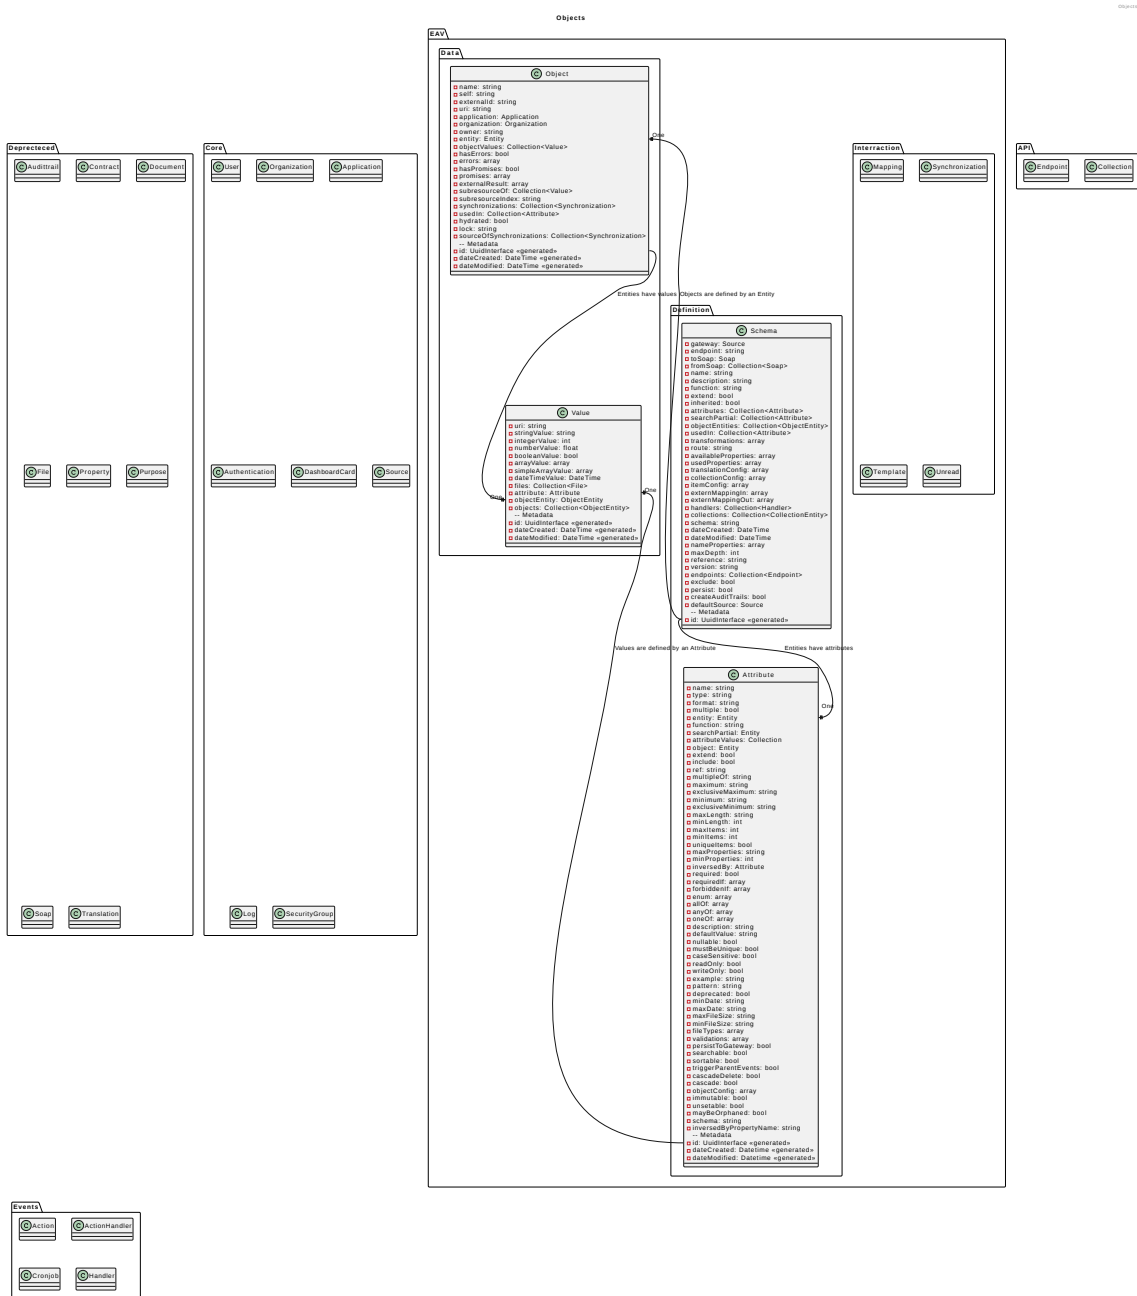 Objects
Objects
EAV
Data
Object
name: string
self: string
externalId: string
uri: string
application: Application
organization: Organization
owner: string
entity: Entity
objectValues: Collection<Value>
hasErrors: bool
errors: array
hasPromises: bool
promises: array
externalResult: array
subresourceOf: Collection<Value>
subresourceIndex: string
synchronizations: Collection<Synchronization>
usedIn: Collection<Attribute>
hydrated: bool
lock: string
sourceOfSynchronizations: Collection<Synchronization>
-- Metadata
id: UuidInterface «generated»
dateCreated: DateTime «generated»
dateModified: DateTime «generated»
One
Depreceted
Audittrail
Contract
Document
File
Property
Purpose
Soap
Translation
Core
User
Organization
Application
Authentication
DashboardCard
Source
Log
SecurityGroup
Interraction
Mapping
Synchronization
Template
Unread
API
Endpoint
Collection
Entities have values
Objects are defined by an Entity
Definition
Schema
gateway: Source
endpoint: string
toSoap: Soap
fromSoap: Collection<Soap>
name: string
description: string
function: string
extend: bool
inherited: bool
attributes: Collection<Attribute>
searchPartial: Collection<Attribute>
objectEntities: Collection<ObjectEntity>
usedIn: Collection<Attribute>
transformations: array
route: string
availableProperties: array
usedProperties: array
translationConfig: array
collectionConfig: array
itemConfig: array
externMappingIn: array
externMappingOut: array
handlers: Collection<Handler>
collections: Collection<CollectionEntity>
schema: string
dateCreated: DateTime
dateModified: DateTime
nameProperties: array
maxDepth: int
reference: string
version: string
endpoints: Collection<Endpoint>
exclude: bool
persist: bool
createAuditTrails: bool
defaultSource: Source
-- Metadata
id: UuidInterface «generated»
Value
uri: string
stringValue: string
integerValue: int
numberValue: float
booleanValue: bool
arrayValue: array
simpleArrayValue: array
dateTimeValue: DateTime
files: Collection<File>
attribute: Attribute
objectEntity: ObjectEntity
objects: Collection<ObjectEntity>
-- Metadata
id: UuidInterface «generated»
dateCreated: DateTime «generated»
dateModified: DateTime «generated»
One
One
Values are defined by an Attribute
Entities have attributes
Attribute
name: string
type: string
format: string
multiple: bool
entity: Entity
function: string
searchPartial: Entity
attributeValues: Collection
object: Entity
extend: bool
include: bool
ref: string
multipleOf: string
maximum: string
exclusiveMaximum: string
minimum: string
exclusiveMinimum: string
maxLength: string
minLength: int
maxItems: int
minItems: int
uniqueItems: bool
maxProperties: string
minProperties: int
inversedBy: Attribute
required: bool
requiredIf: array
forbiddenIf: array
enum: array
allOf: array
anyOf: array
oneOf: array
description: string
defaultValue: string
nullable: bool
mustBeUnique: bool
caseSensitive: bool
readOnly: bool
writeOnly: bool
example: string
pattern: string
deprecated: bool
minDate: string
maxDate: string
maxFileSize: string
minFileSize: string
fileTypes: array
validations: array
persistToGateway: bool
searchable: bool
sortable: bool
triggerParentEvents: bool
cascadeDelete: bool
cascade: bool
objectConfig: array
immutable: bool
unsetable: bool
mayBeOrphaned: bool
schema: string
inversedByPropertyName: string
-- Metadata
id: UuidInterface «generated»
dateCreated: Datetime «generated»
dateModified: Datetime «generated»
One
Events
Action
ActionHandler
Cronjob
Handler